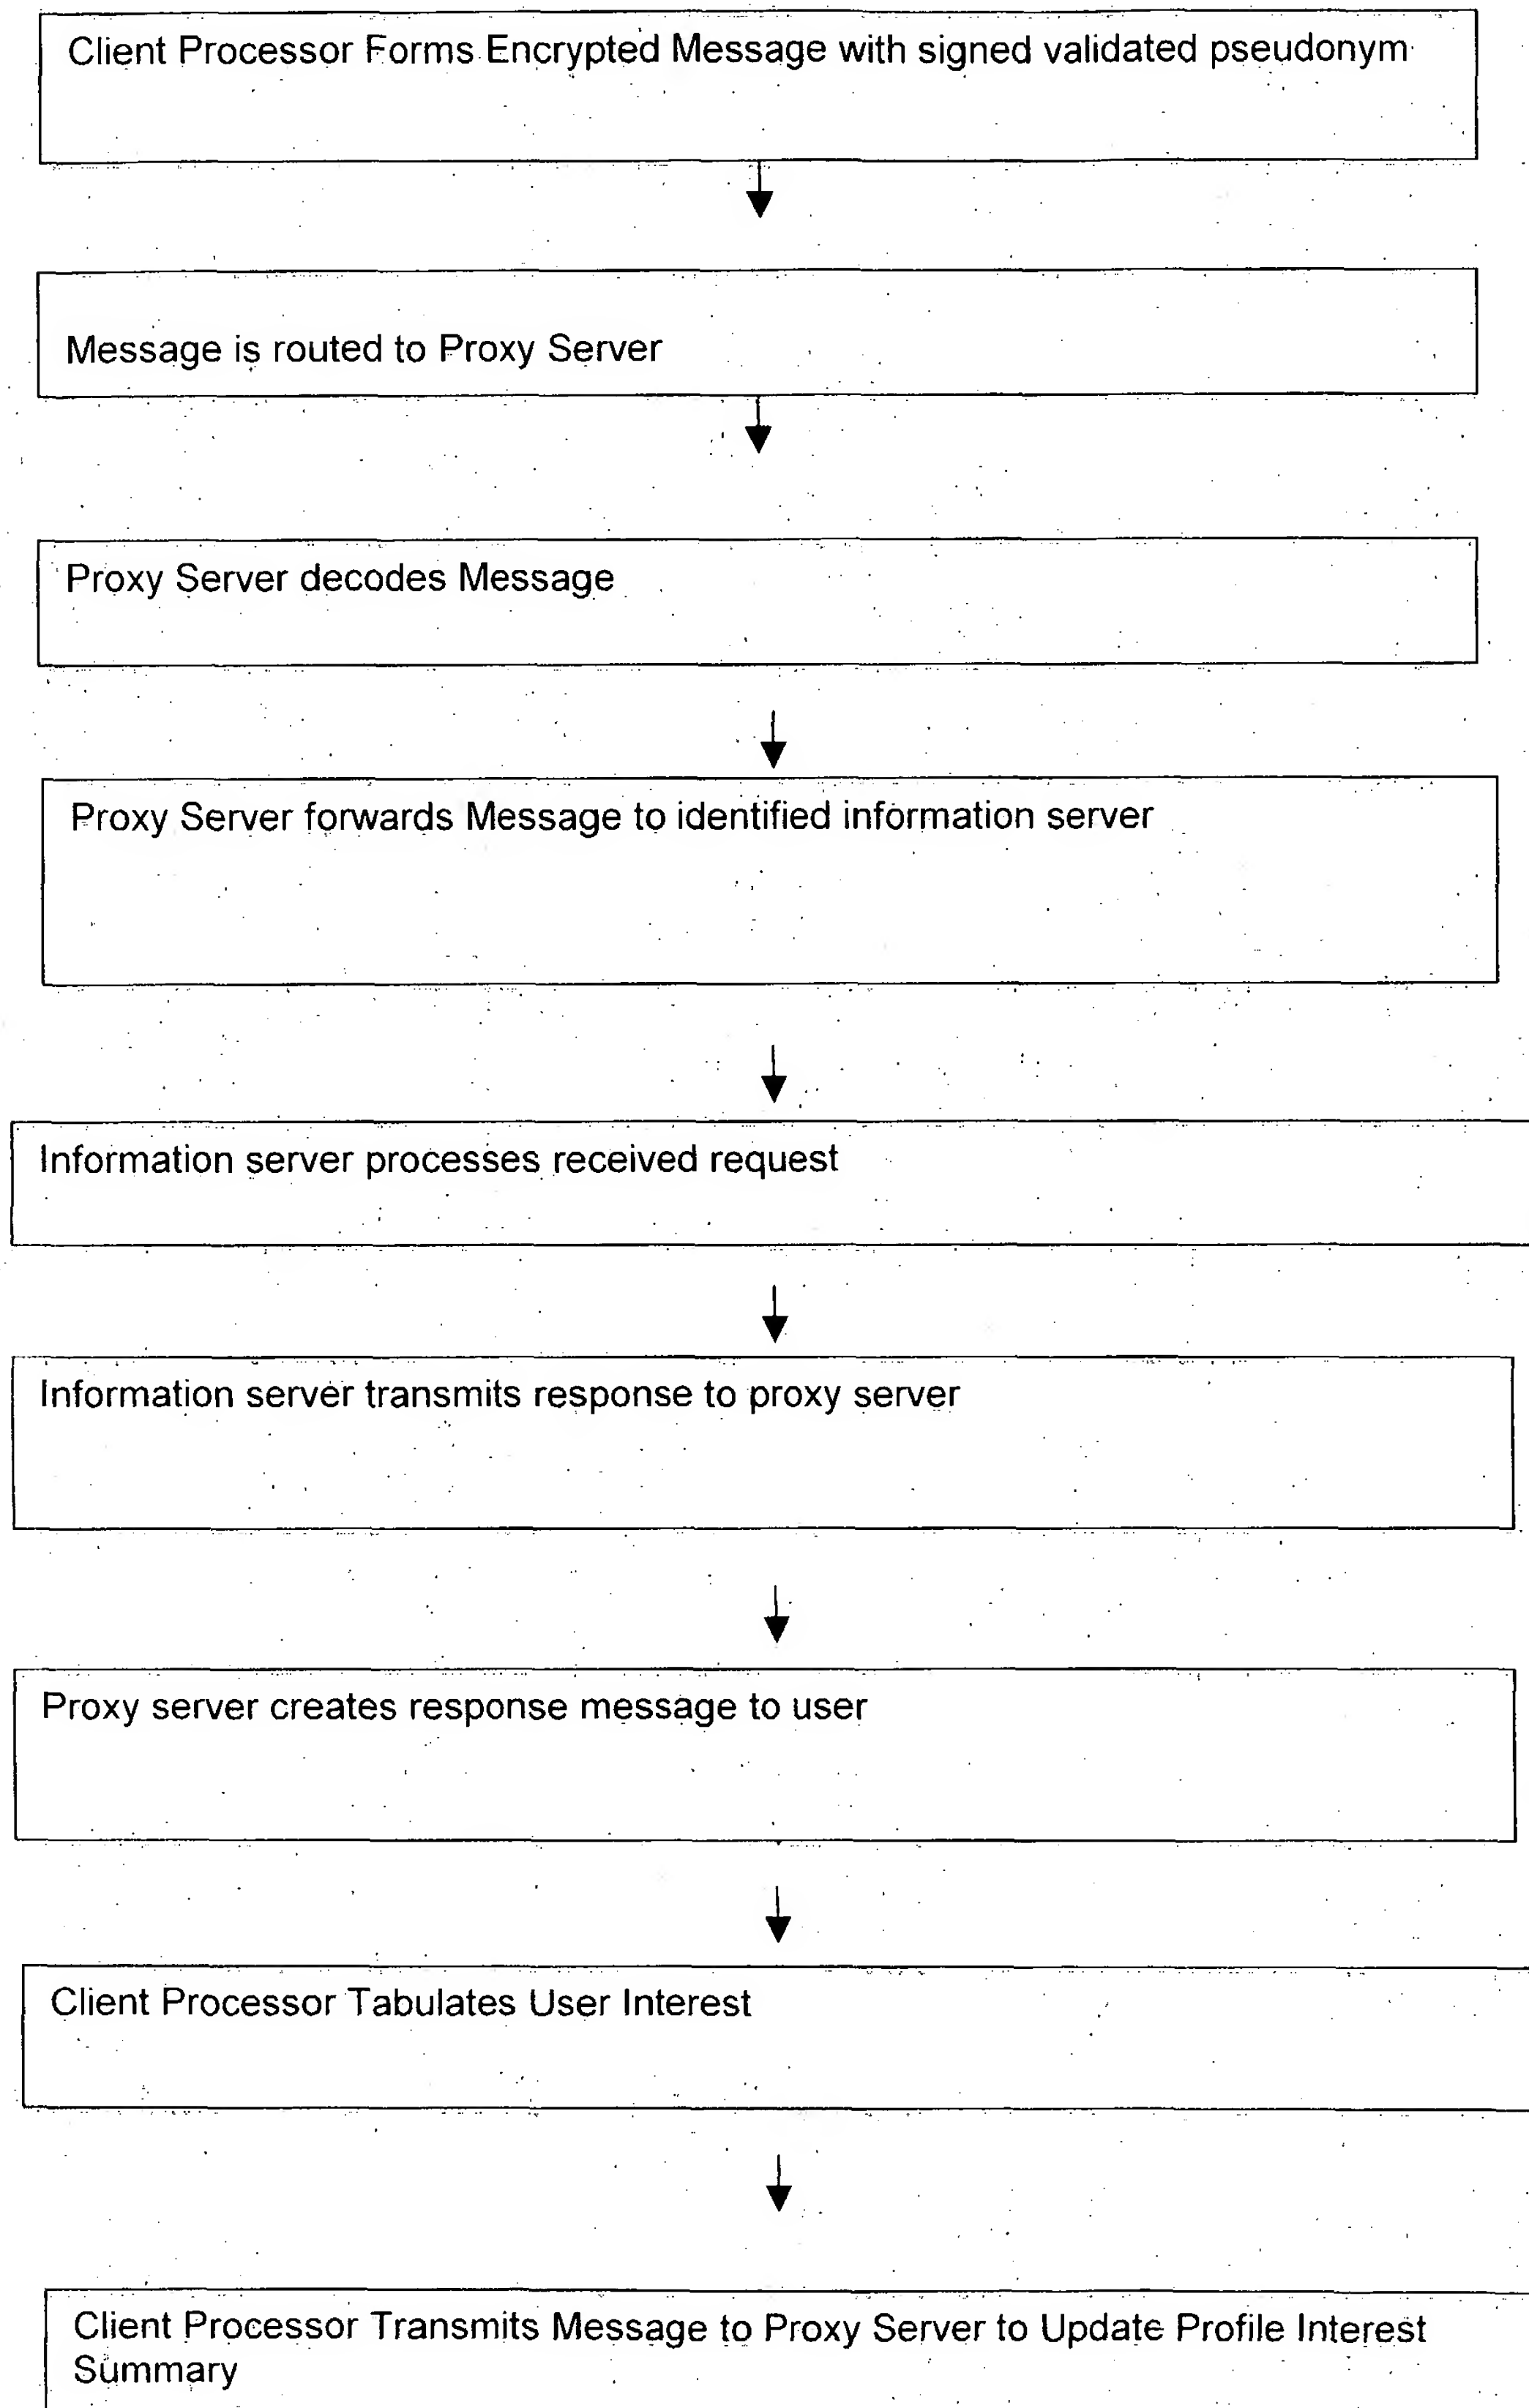 Client Processor Forms Encrypted Message with signed validated pseudonym
Message is routed to Proxy Server
Proxy Server decodes Message
Proxy Server forwards Message to identified information server
Information server processes received request
Information server transmits response to proxy server
Proxy server creates response message to user
Client Processor Tabulates User Interest
Client Processor Transmits Message to Proxy Server to Update Profile Interest
Summary